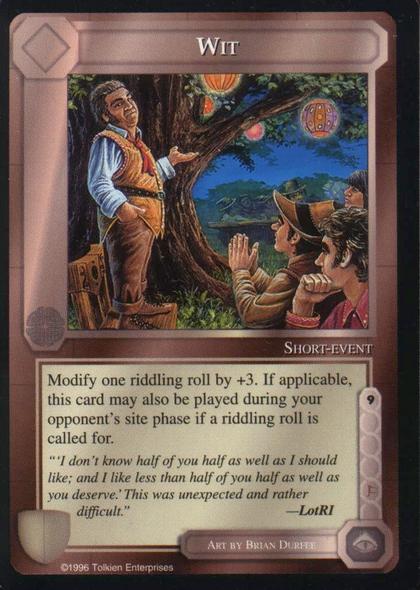 WIT
SHORT-EVENT
Modify one riddling roll by +3. If applicable,
this card may also be played during your
opponent's site phase if a riddling roll is
called for.
9
“‘I don't know half of you half as well as I should
like; and I like less than half of you half as well as
you deserve.’ This was unexpected and rather
difficult.” —LotRI
ART BY BRIAN DURFEE
©1996 Tolkien Enterprises